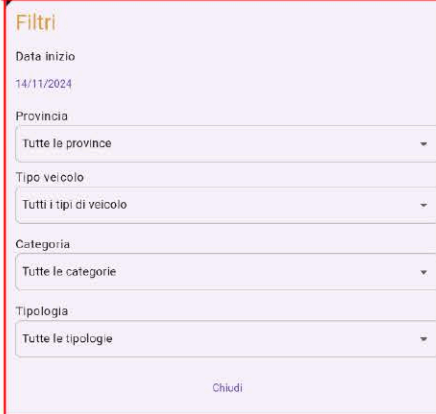 Filtri
Data inizio
14/11/2024
Provincia
Tutte le province
Tipo veicolo
Tutti i tipi di veicolo
Categoria
Tutte le categorie
Tipologia
Tutte le tipologie
Chiudi